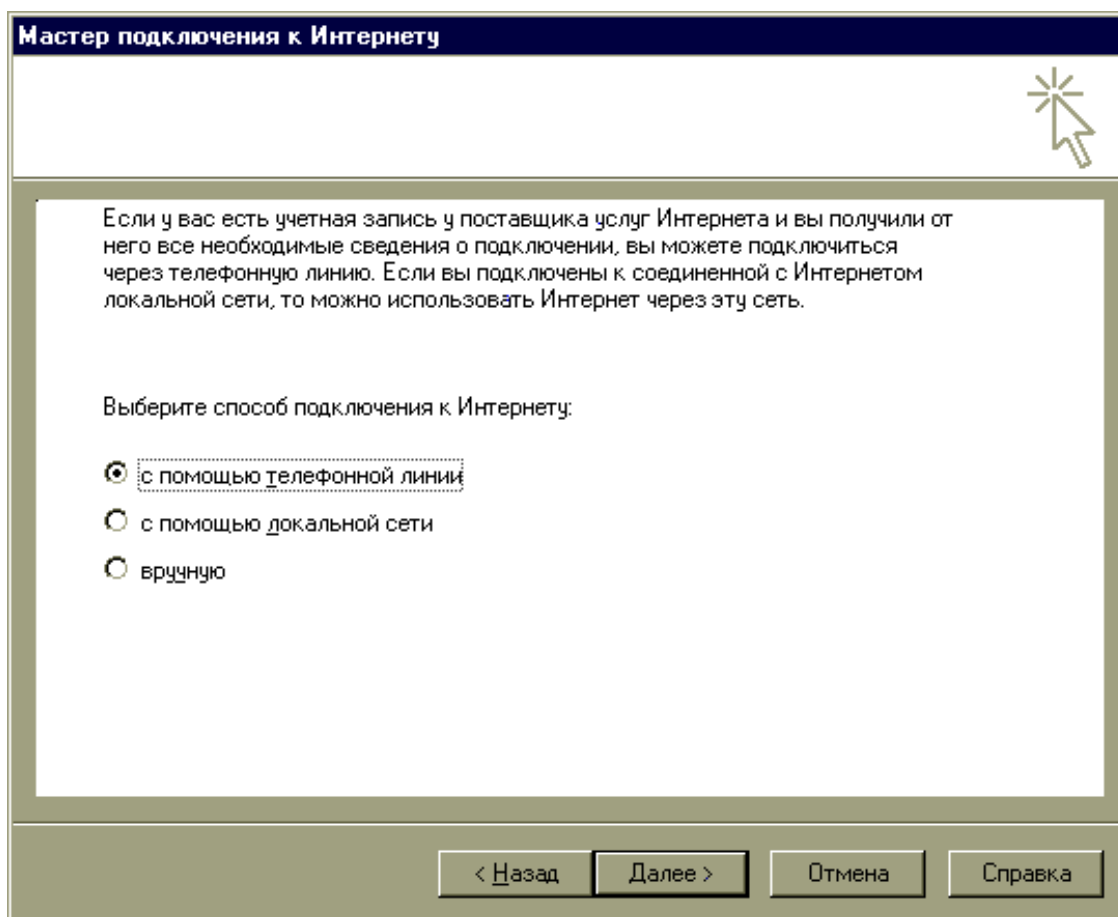 Мастер подключения к Интернету
Если у вас есть учетная запись у поставщика услуг Интернета и вы получили от
него все необходимые сведения о подключении, вы можете подключиться
через телефонную линию. Если вы подключены к соединенной с Интернетом
локальной сети, то можно использовать Интернет через эту сеть.
Выберите способ подключения к Интернету:
с помощью телефонной линии
с помощью локальной сети
вручную
< Назад Далее > Отмена Справка